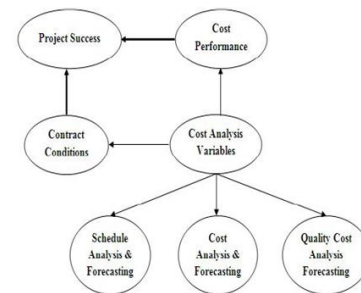 Project Success
Cost
Performance
Contract
Conditions
Cost Analysis
Variables
Schedule
Analysis &
Forecasting
Cost
Analysis &
Forecasting
Quality Cost
Analysis
Forecasting